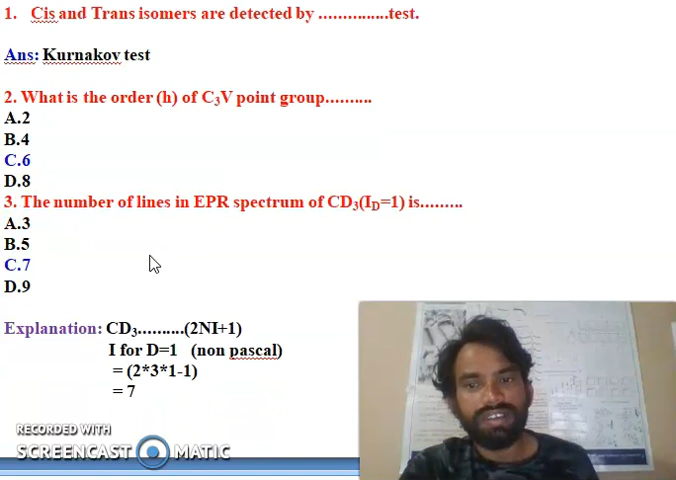 1. Cis and Trans isomers are detected by ...............test.
Ans: Kurnakov test
2. What is the order (h) of C₃V point group..........
A.2
B.4
C.6
D.8
3. The number of lines in EPR spectrum of CD₃(I_D=1) is.........
A.3
B.5
C.7
D.9
Explanation: CD₃..........(2NI+1)
I for D=1 (non pascal)
= (2*3*1-1)
= 7
RECORDED WITH
SCREENCAST MATIC